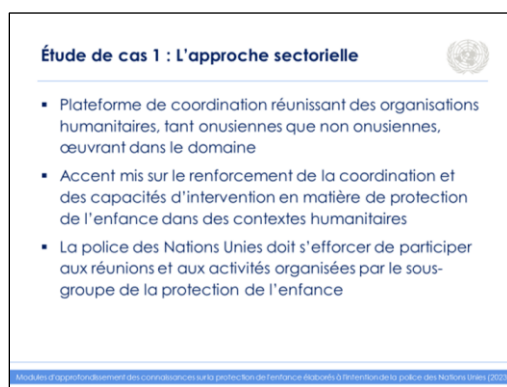 Étude de cas 1 : L'approche sectorielle
▪ Plateforme de coordination réunissant des organisations
humanitaires, tant onusiennes que non onusiennes,
œuvrant dans le domaine
▪ Accent mis sur le renforcement de la coordination et
des capacités d'intervention en matière de protection
de l'enfance dans des contextes humanitaires
▪ La police des Nations Unies doit s'efforcer de participer
aux réunions et aux activités organisées par le sous-
groupe de la protection de l'enfance
Modules d'approfondissement des connaissances sur la protection de l'enfance élaborés à l'intention de la police des Nations Unies (2023)